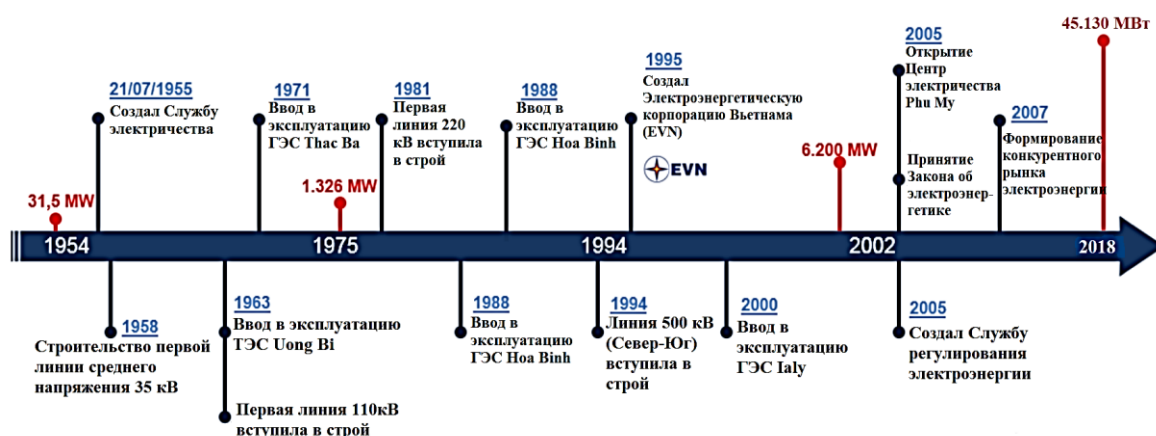 45.130 МВт
21/07/1955
Создал Службу
электричества
1971
Ввод в
эксплуатацию
ГЭС Thac Ba
1981
Первая
линия 220
кВ вступила
в строй
1988
Ввод в
эксплуатацию
ГЭС Hoa Binh
1995
Создал
Электроэнергетическую
корпорацию Вьетнама
(EVN)
EVN
2005
Открытие
Центр
электричества
Phu My
Принятие
Закона об
электроэнер-
гетике
2007
Формирование
конкурентного
рынка
электроэнергии
31,5 MW
1.326 MW
6.200 MW
1954
1975
1994
2002
2018
1958
Строительство первой
линии среднего
напряжения 35 кВ
1963
Ввод в эксплуатацию
ТЭС Uong Bi
Первая линия 110кВ
вступила в строй
1988
Ввод в
эксплуатацию
ГЭС Hoa Binh
1994
Линия 500 кВ
(Север-Юг)
вступила в
строй
2000
Ввод в
эксплуатацию
ГЭС Ialy
2005
Создал Службу
регулирования
электроэнергии